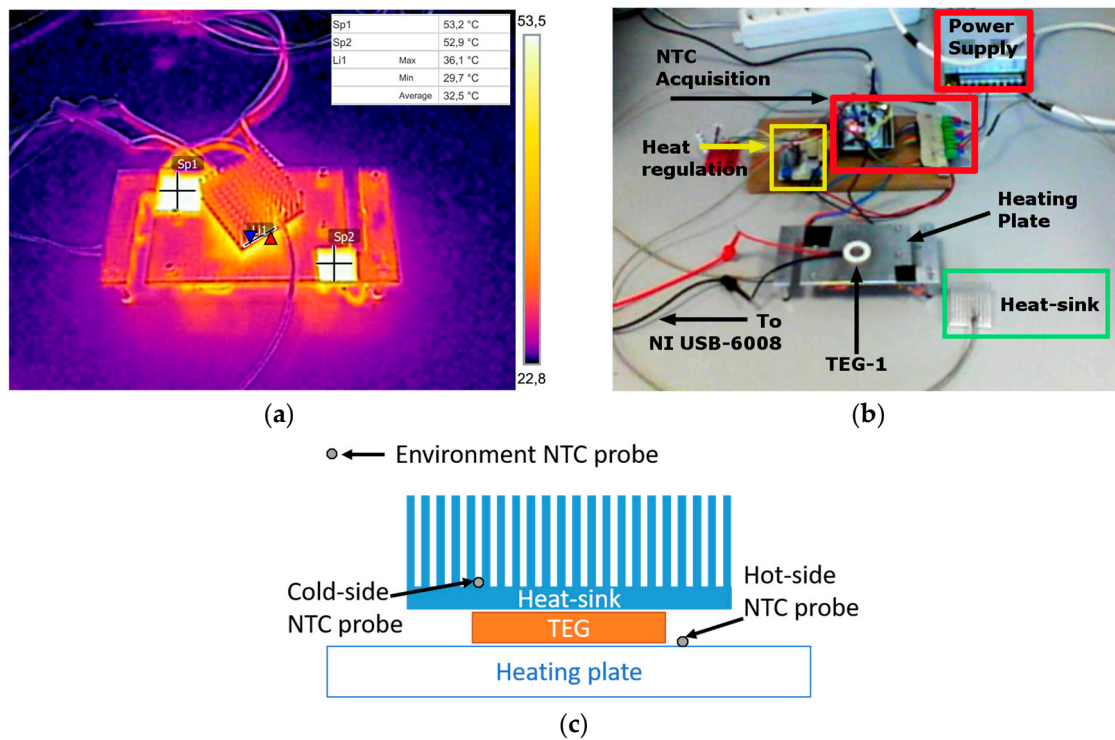 Sp1 53,2 °C
Sp2 52,9 °C
Li1 Max 36,1 °C
Min 29,7 °C
Average 32,5 °C
53,5
Sp1
Li1
Sp2
22,8
(a)
Power
Supply
NTC
Acquisition
Heat
regulation
Heating
Plate
Heat-sink
To
NI USB-6008
TEG-1
(b)
Environment NTC probe
Cold-side
NTC probe
Hot-side
NTC probe
Heat-sink
TEG
Heating plate
(c)